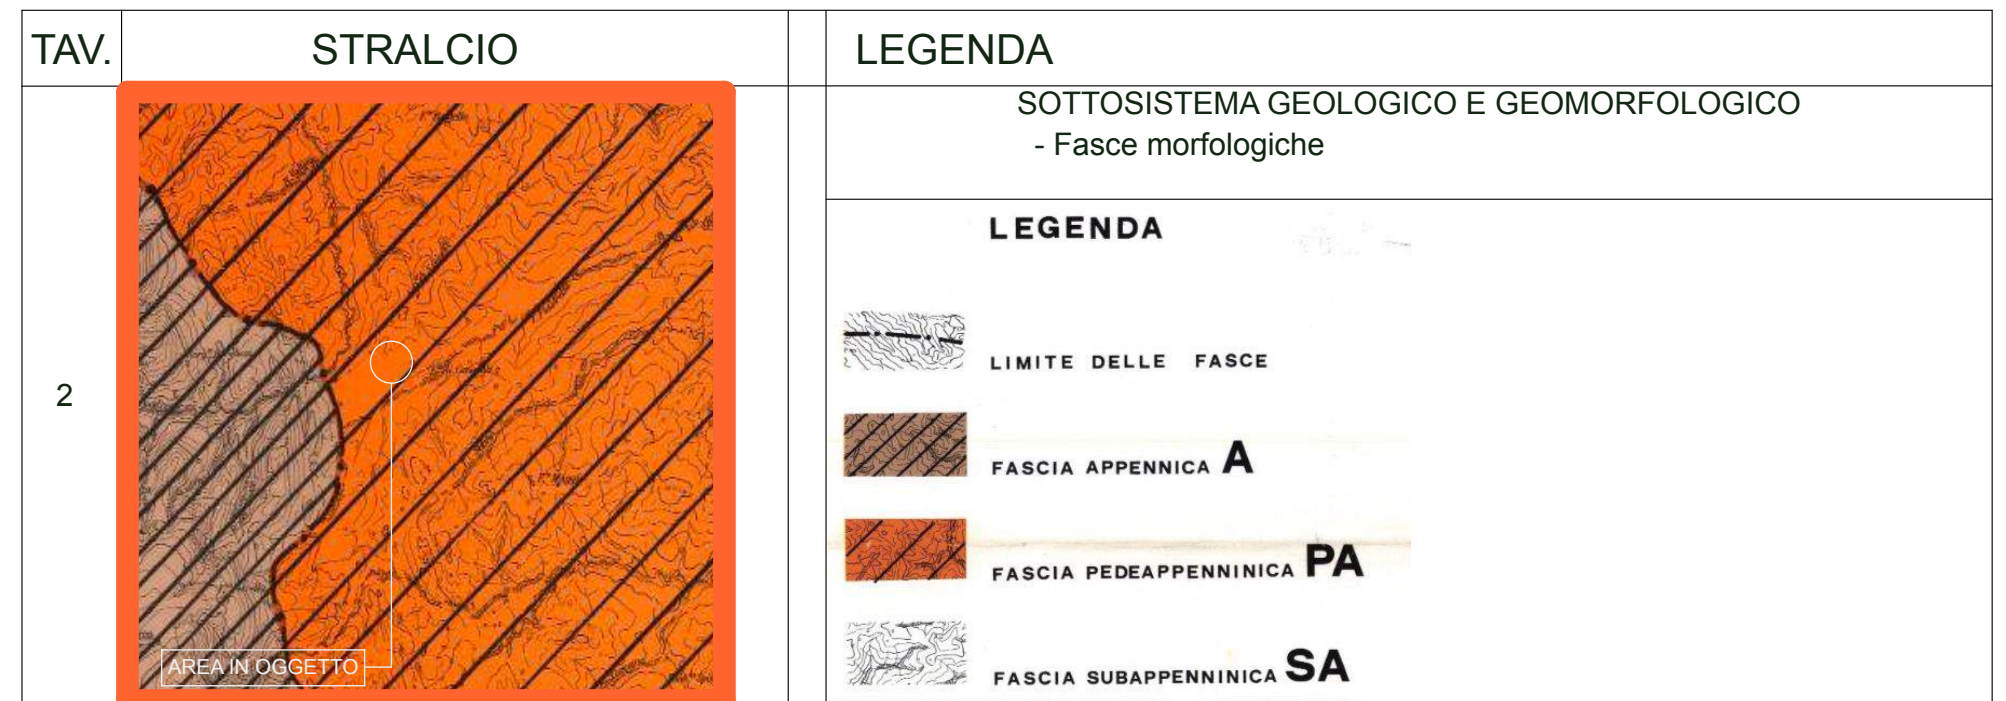 TAV.
STRALCIO
LEGENDA
SOTTOSISTEMA GEOLOGICO E GEOMORFOLOGICO
- Fasce morfologiche
2
AREA IN OGGETTO
LEGENDA
LIMITE DELLE FASCE
FASCIA APPENNICA A
FASCIA PEDEAPPENNINICA PA
FASCIA SUBAPPENNINICA SA